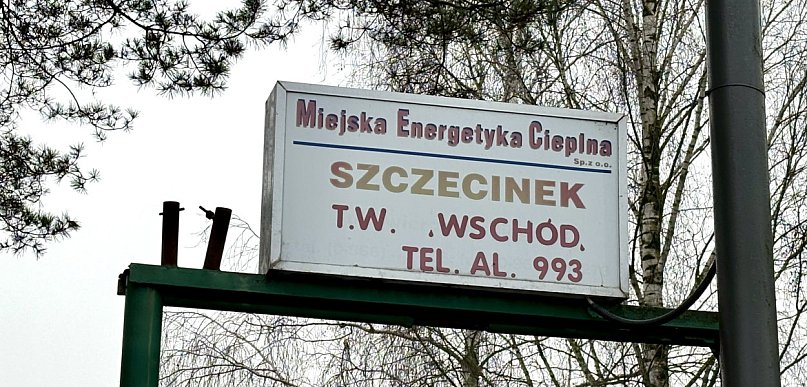 Miejska Energetyka Cieplna
Sp.z o.o.
SZCZECINEK
T.W. „WSCHÓD„
TEL. AL. 993